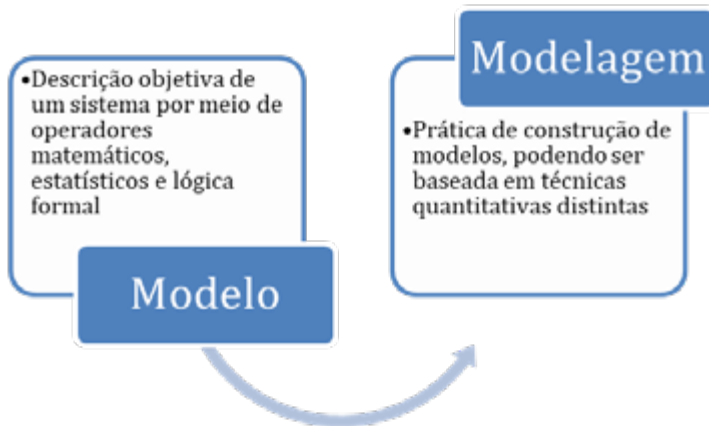 •Descrição objetiva de
um sistema por meio de
operadores
matemáticos,
estatísticos e lógica
formal
Modelo
Modelagem
•Prática de construção de
modelos, podendo ser
baseada em técnicas
quantitativas distintas